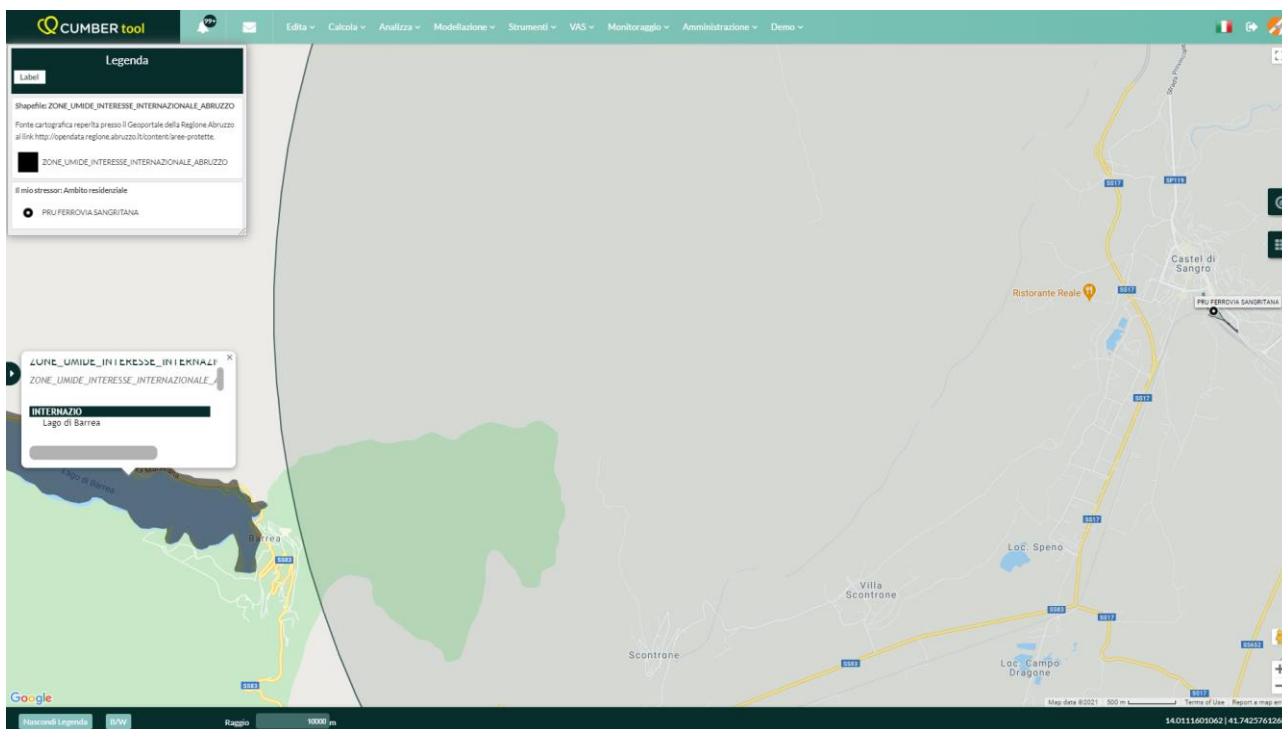 QCUMBER tool
99+
Edita
Calcola
Analizza
Modellazione
Strumenti
VAS
Monitoraggio
Amministrazione
Demo
Legenda
Label
Shapefile: ZONE_UMIDE_INTERESSE_INTERNAZIONALE_ABRUZZO
Fonte cartografica reperita presso il Geoportale della Regione Abruzzo
al link http://opendata.regione.abruzzo.it/content/aree-protette.
ZONE_UMIDE_INTERESSE_INTERNAZIONALE_ABRUZZO
Il mio stressor: Ambito residenziale
PRU FERROVIA SANGRITANA
Strada Provinciale
SS17
SP119
Castel di
Sangro
Ristorante Reale
SS17
PRU FERROVIA SANGRITANA
ZONE_UMIDE_INTERESSE_INTERNAZI
ZONE_UMIDE_INTERESSE_INTERNAZIONALE_A
INTERNAZIO
Lago di Barrea
SS17
Lago di Barrea
SS17
Barrea
Loc. Speno
SS83
Villa
Scontrone
SS83
SS17
Scontrone
SS652
SS83
Loc. Campo
Dragone
SS83
SS17
Google
Map data ©2021
500 m
Terms of Use
Report a map err
Nascondi Legenda
B/W
Raggio
10000 m
14.0111601062 | 41.742576126